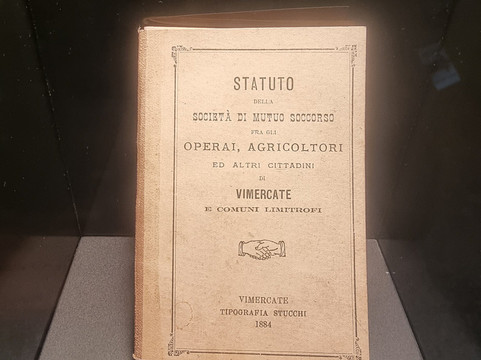 STATUTO
DELLA
SOCIETÀ DI MUTUO SOCCORSO
FRA GLI
OPERAI, AGRICOLTORI
ED ALTRI CITTADINI
DI
VIMERCATE
E COMUNI LIMITROFI
VIMERCATE
TIPOGRAFIA STUCCHI
1884